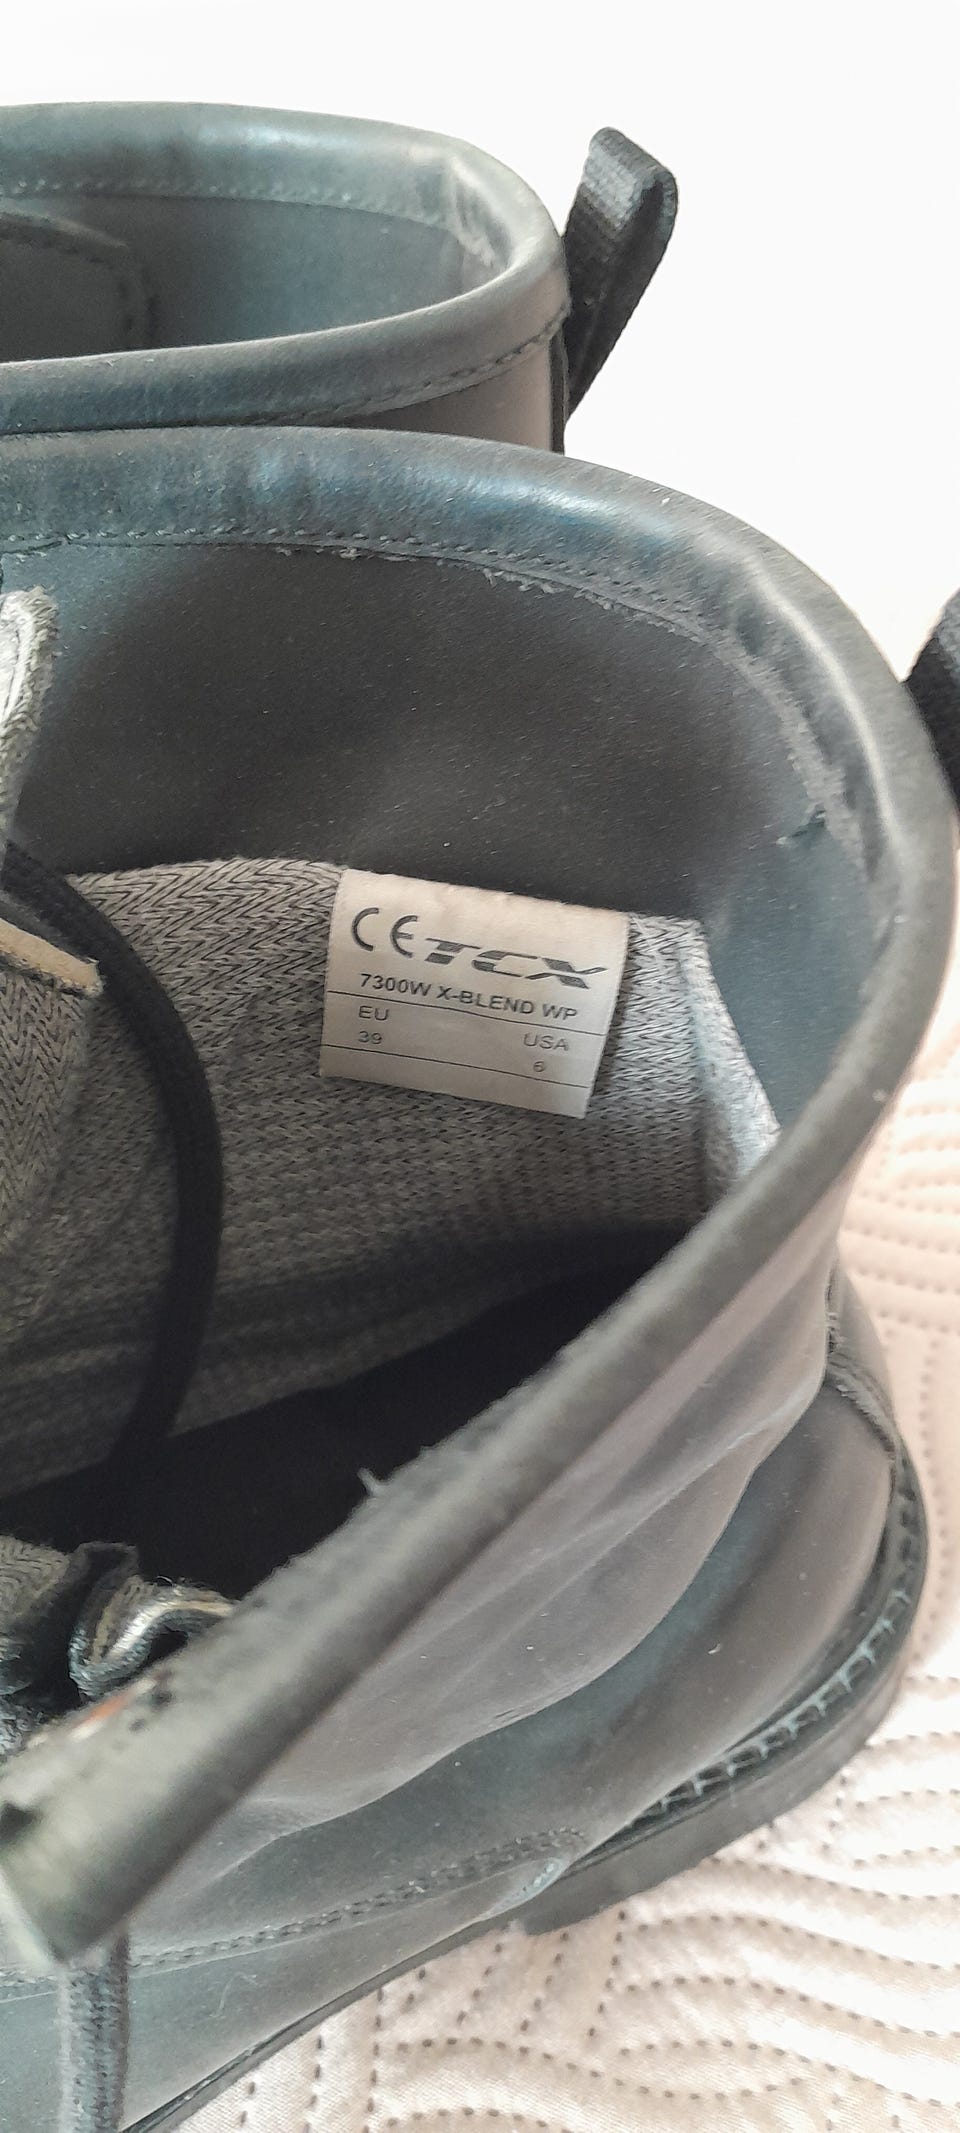 CE TCX
7300W X-BLEND WP
EU USA
39 6